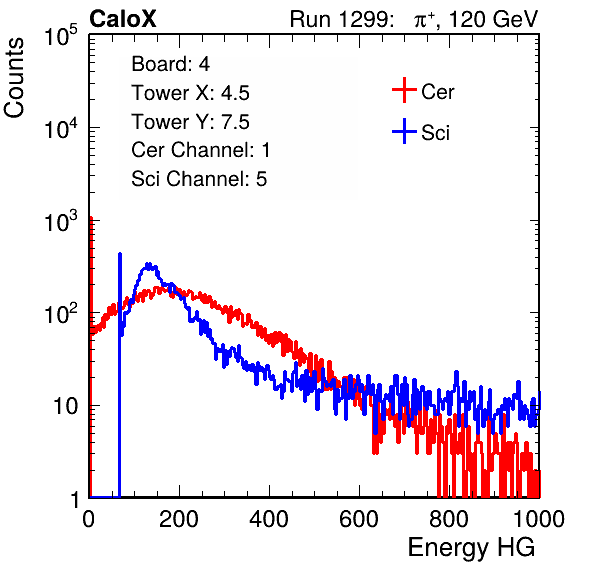 CaloX Run 1299: π⁺, 120 GeV
Counts
10⁵
10⁴
10³
10²
10
1
Board: 4
Tower X: 4.5
Tower Y: 7.5
Cer Channel: 1
Sci Channel: 5
Cer
Sci
0 200 400 600 800 1000
Energy HG